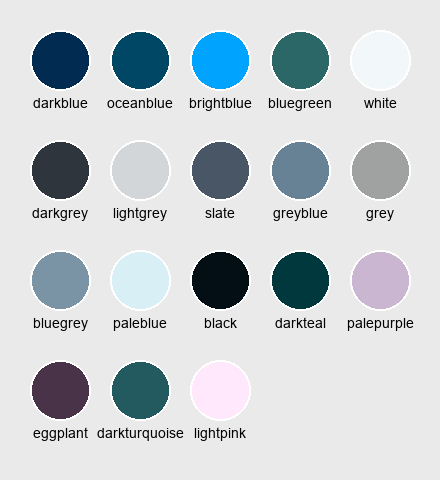 darkblue oceanblue brightblue bluegreen white
darkgrey lightgrey slate greyblue grey
bluegrey paleblue black darkteal palepurple
eggplant darkturquoise lightpink